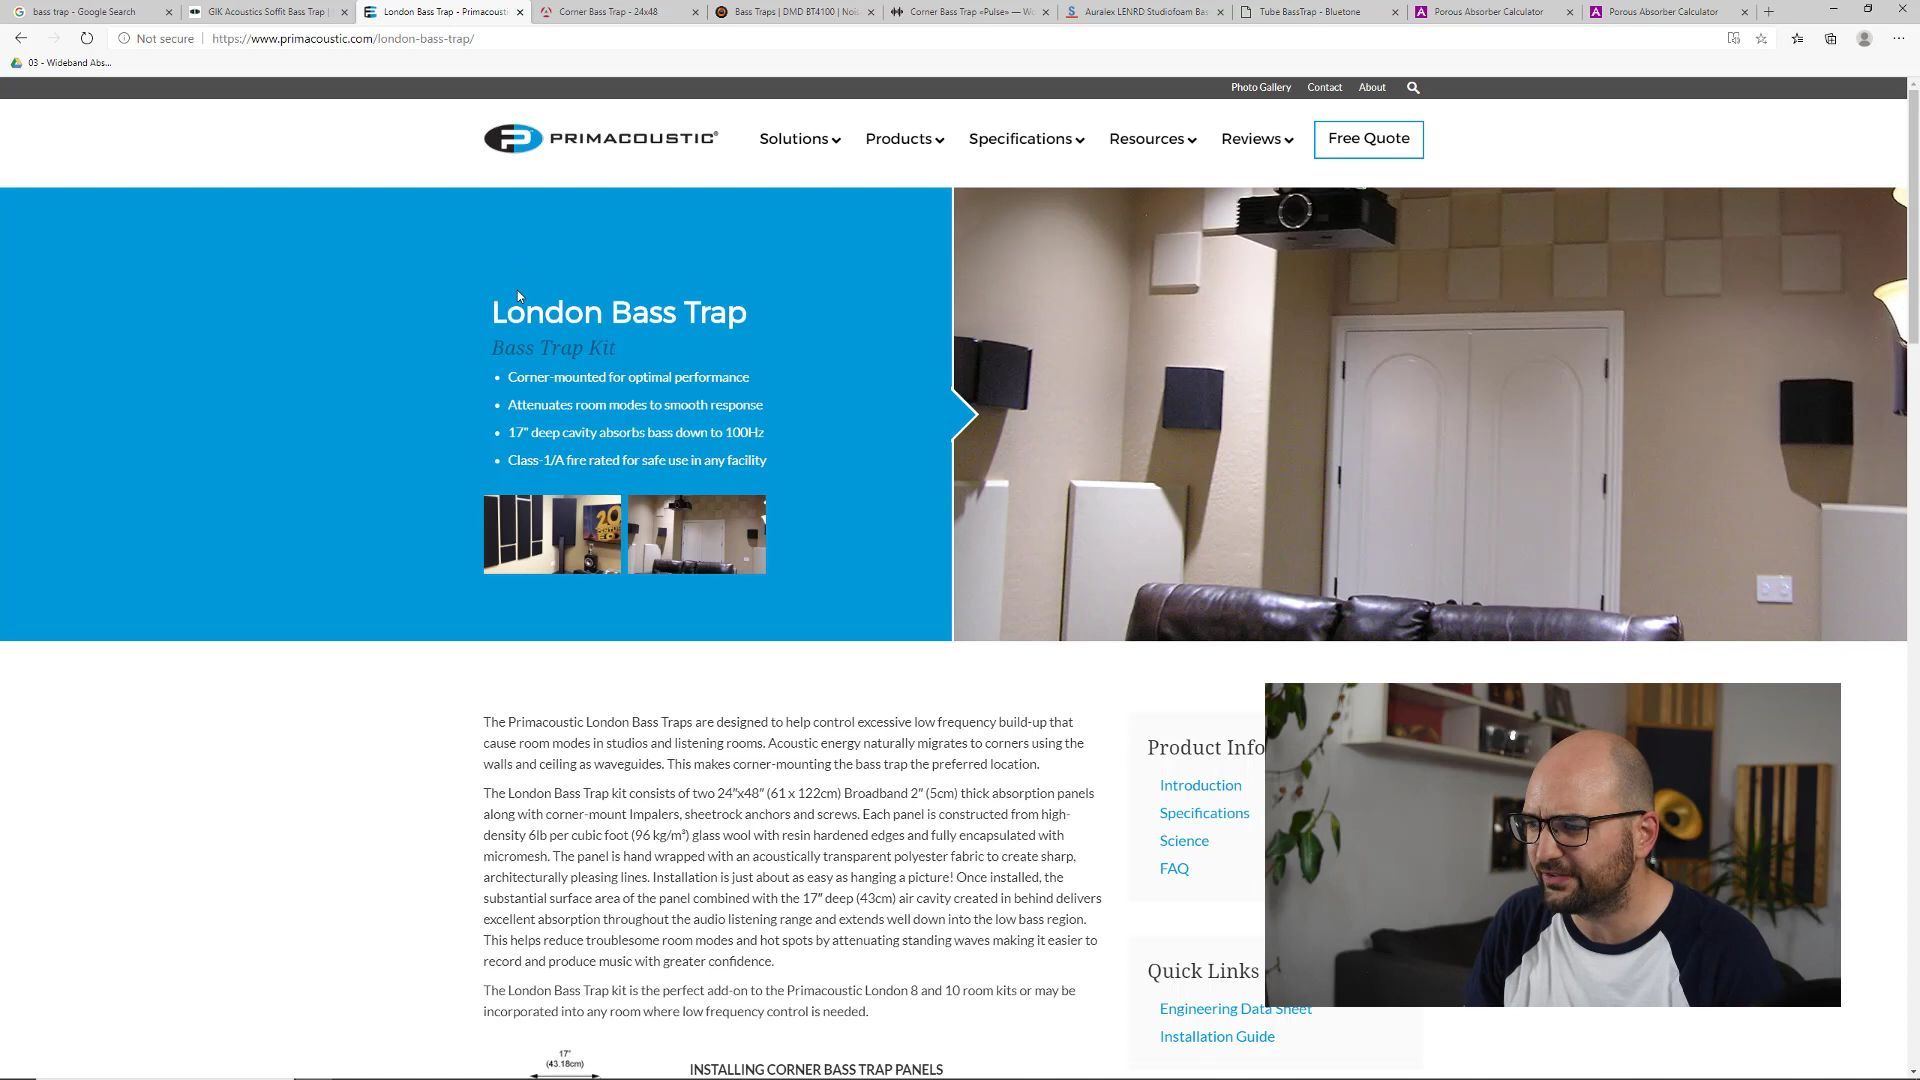 bass trap - Google Search
GIK Acoustics Soffit Bass Trap |
London Bass Trap - Primacoustic
Corner Bass Trap - 24x48
Bass Traps | DMD BT4100 | Noi
Corner Bass Trap «Pulse» — Wo
Auralex LENRD Studiofoam Bas
Tube BassTrap - Bluetone
Porous Absorber Calculator
Porous Absorber Calculator
Not secure
https://www.primacoustic.com/london-bass-trap/
03 - Wideband Abs...
Photo Gallery
Contact
About
PRIMACOUSTIC®
Solutions
Products
Specifications
Resources
Reviews
Free Quote
London Bass Trap
Bass Trap Kit
• Corner-mounted for optimal performance
• Attenuates room modes to smooth response
• 17" deep cavity absorbs bass down to 100Hz
• Class-1/A fire rated for safe use in any facility
20
The Primacoustic London Bass Traps are designed to help control excessive low frequency build-up that
cause room modes in studios and listening rooms. Acoustic energy naturally migrates to corners using the
walls and ceiling as waveguides. This makes corner-mounting the bass trap the preferred location.
The London Bass Trap kit consists of two 24″x48″ (61 x 122cm) Broadband 2″ (5cm) thick absorption panels
along with corner-mount Impalers, sheetrock anchors and screws. Each panel is constructed from high-
density 6lb per cubic foot (96 kg/m³) glass wool with resin hardened edges and fully encapsulated with
micromesh. The panel is hand wrapped with an acoustically transparent polyester fabric to create sharp,
architecturally pleasing lines. Installation is just about as easy as hanging a picture! Once installed, the
substantial surface area of the panel combined with the 17″ deep (43cm) air cavity created in behind delivers
excellent absorption throughout the audio listening range and extends well down into the low bass region.
This helps reduce troublesome room modes and hot spots by attenuating standing waves making it easier to
record and produce music with greater confidence.
The London Bass Trap kit is the perfect add-on to the Primacoustic London 8 and 10 room kits or may be
incorporated into any room where low frequency control is needed.
17"
(43.18cm)
INSTALLING CORNER BASS TRAP PANELS
Product Info
Introduction
Specifications
Science
FAQ
Quick Links
Engineering Data Sheet
Installation Guide